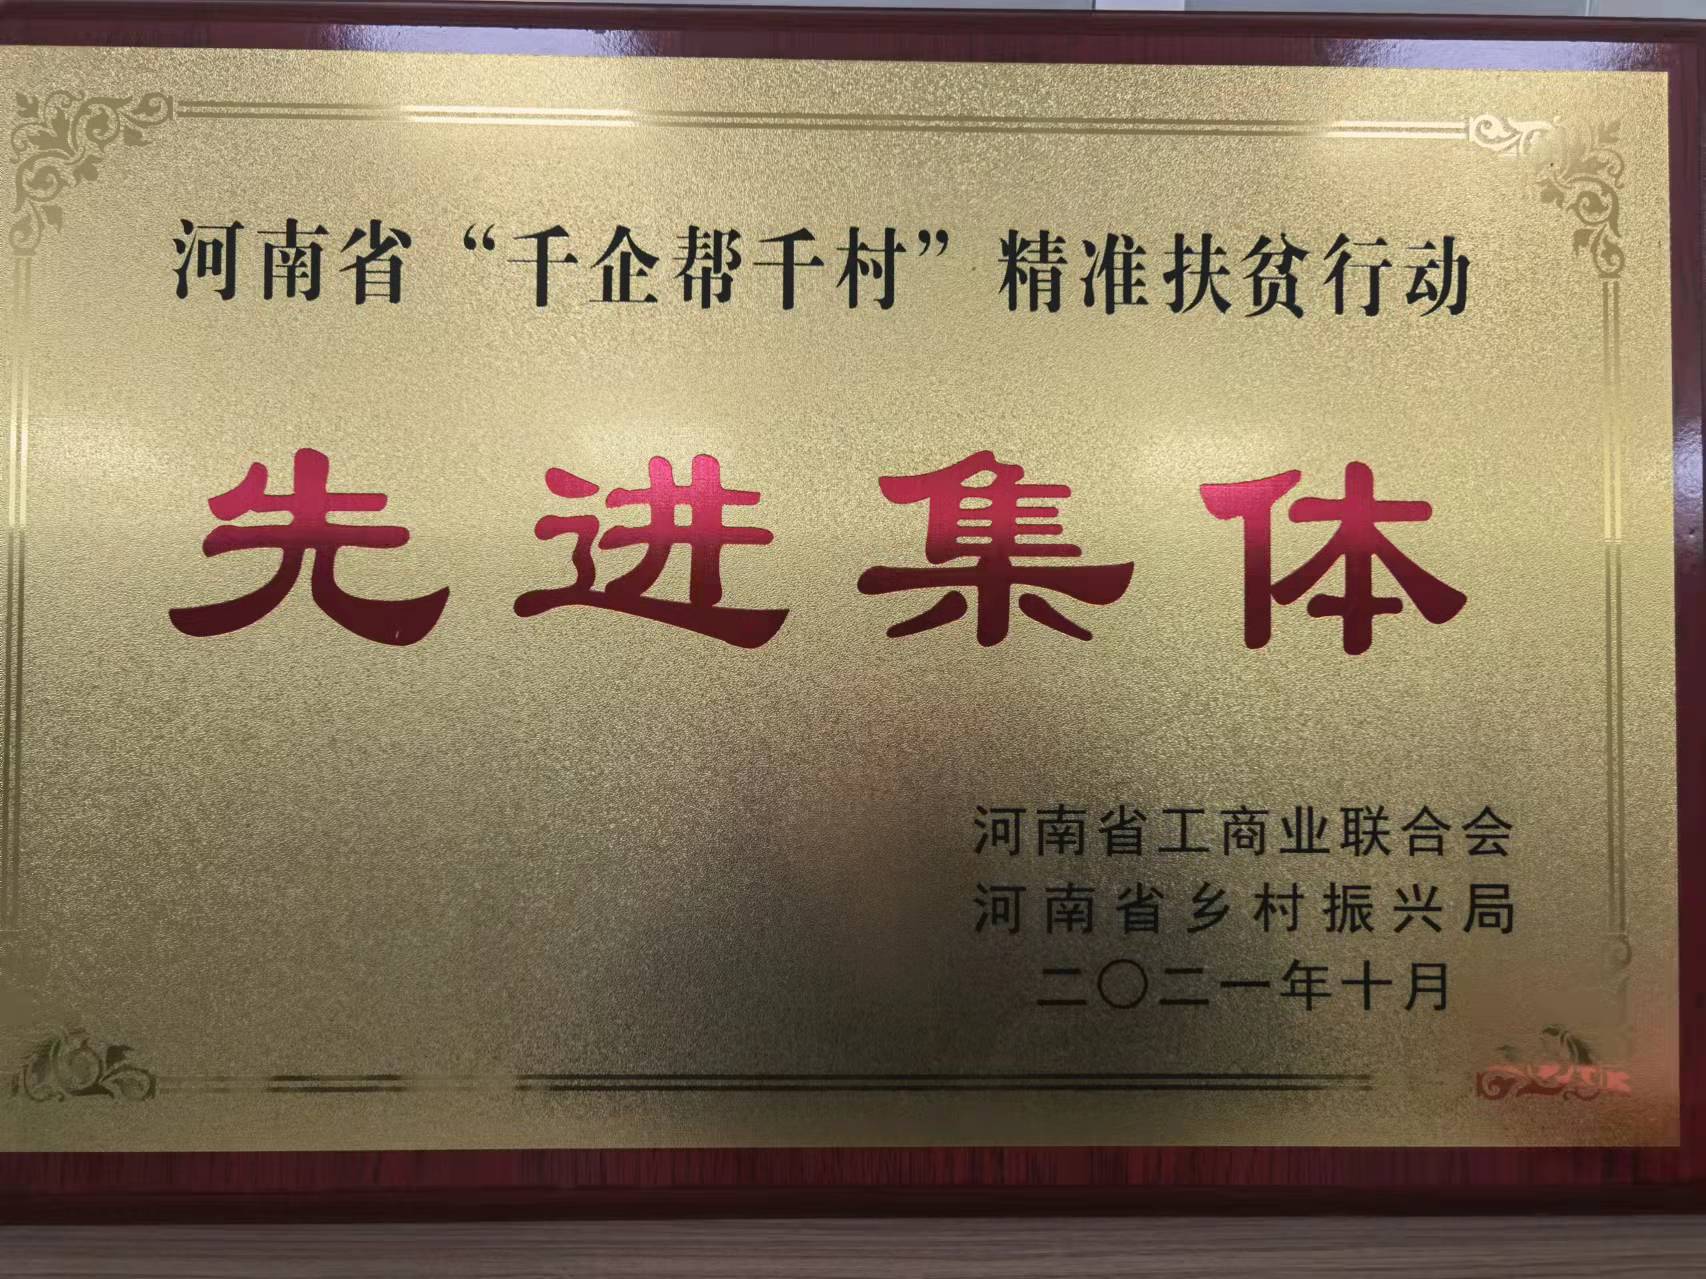 河南省“千企帮千村”精准扶贫行动
先进集体
河南省工商业联合会
河南省乡村振兴局
二〇二一年十月